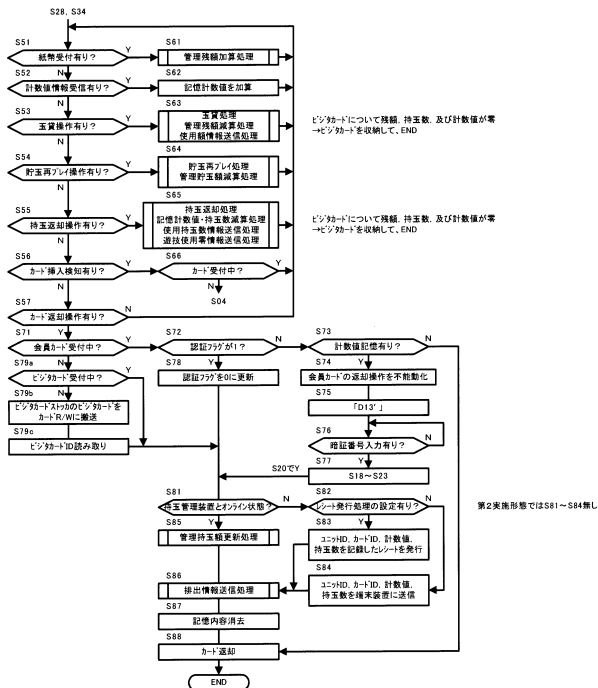 S28, S34
S51
紙幣受付有り?
Y
N
S61
管理残額加算処理
S52
計数値情報受信有り?
Y
N
S62
記憶計数値を加算
S53
玉貸操作有り?
Y
N
S63
玉貸処理
管理残額減算処理
使用額情報送信処理
ビジタカードについて残額, 持玉数, 及び計数値が零
→ビジタカードを収納して、END
S54
貯玉再プレイ操作有り?
Y
N
S64
貯玉再プレイ処理
管理貯玉額減算処理
S55
持玉返却操作有り?
Y
N
S65
持玉返却処理
記憶計数値・持玉数減算処理
使用持玉数情報送信処理
遊技使用零情報送信処理
ビジタカードについて残額, 持玉数, 及び計数値が零
→ビジタカードを収納して、END
S56
カード挿入検知有り?
Y
N
S66
カード受付中?
Y
N
S04
S57
カード返却操作有り?
N
Y
S71
会員カード受付中?
Y
N
S72
認証フラグが1?
N
Y
S73
計数値記憶有り?
N
Y
S79a
ビジタカード受付中?
Y
N
S78
認証フラグを0に更新
S74
会員カードの返却操作を不能動化
S79b
ビジタカードストッカのビジタカードを
カードR/Wに搬送
S75
「D13'」
S79c
ビジタカードID読み取り
S76
暗証番号入力有り?
N
Y
S77
S18~S23
S20でY
S81
持玉管理装置とオンライン状態?
N
Y
S82
レシート発行処理の設定有り?
N
Y
第2実施形態ではS81~S84無し
S85
管理持玉額更新処理
S83
ユニットID, カードID, 計数値,
持玉数を記録したレシートを発行
S84
ユニットID, カードID, 計数値,
持玉数を端末装置に送信
S86
排出情報送信処理
S87
記憶内容消去
S88
カード返却
END